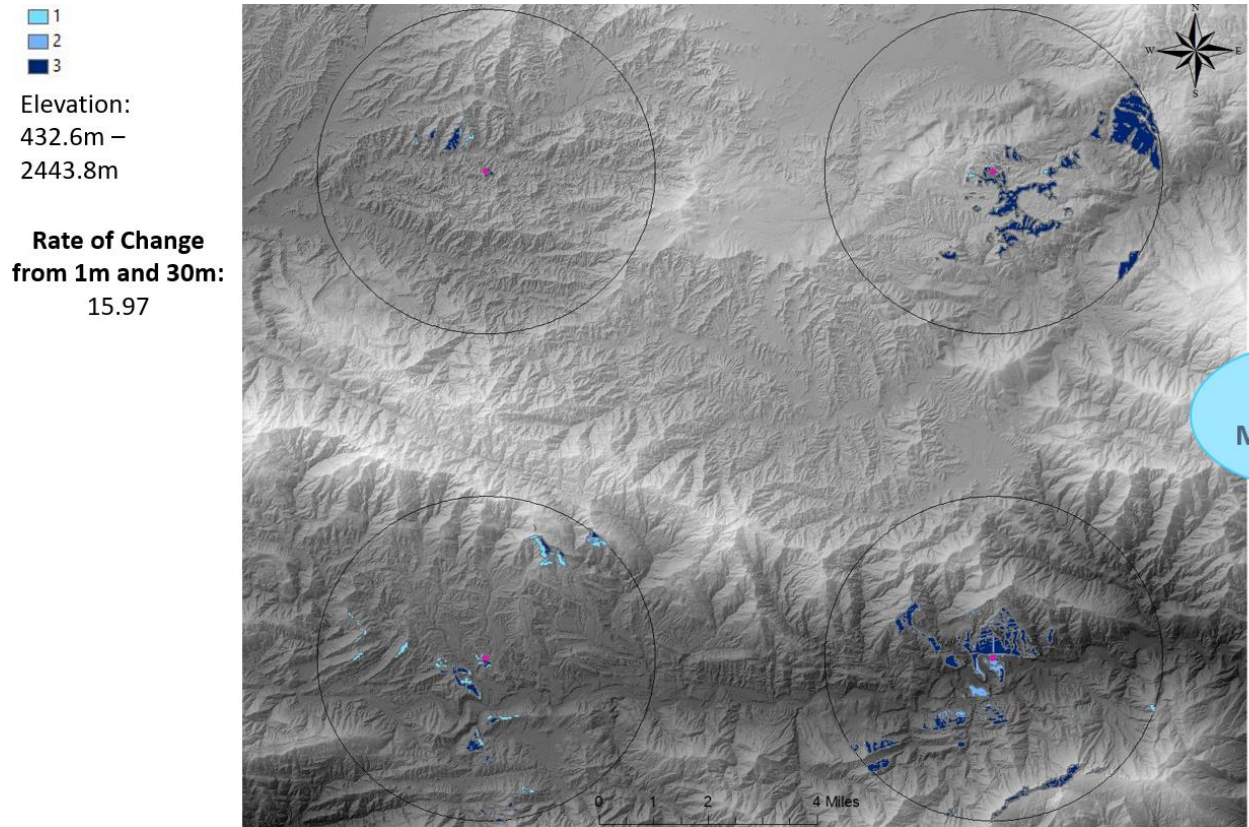 1
2
3
Elevation:
432.6m –
2443.8m
Rate of Change
from 1m and 30m:
15.97
N
W
E
S
M
0 1 2 4 Miles